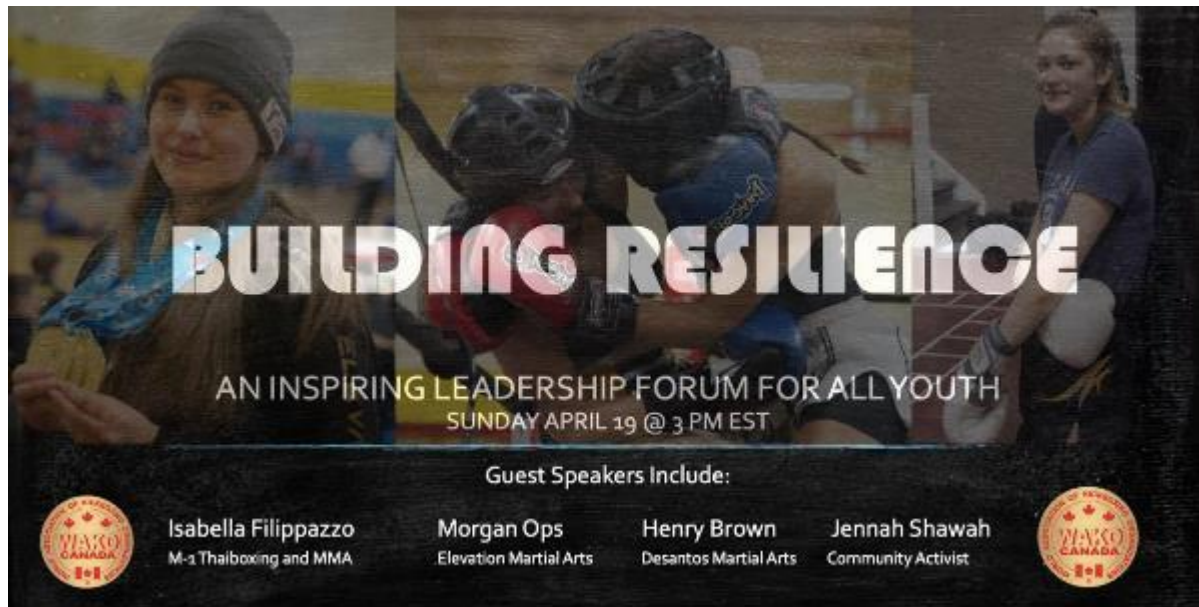 BUILDING RESILIENCE
AN INSPIRING LEADERSHIP FORUM FOR ALL YOUTH
SUNDAY APRIL 19 @ 3 PM EST
Guest Speakers Include:
Isabella Filippazzo
M-1 Thaiboxing and MMA
Morgan Ops
Elevation Martial Arts
Henry Brown
Desantos Martial Arts
Jennah Shawah
Community Activist
WAKO
CANADA
WAKO
CANADA